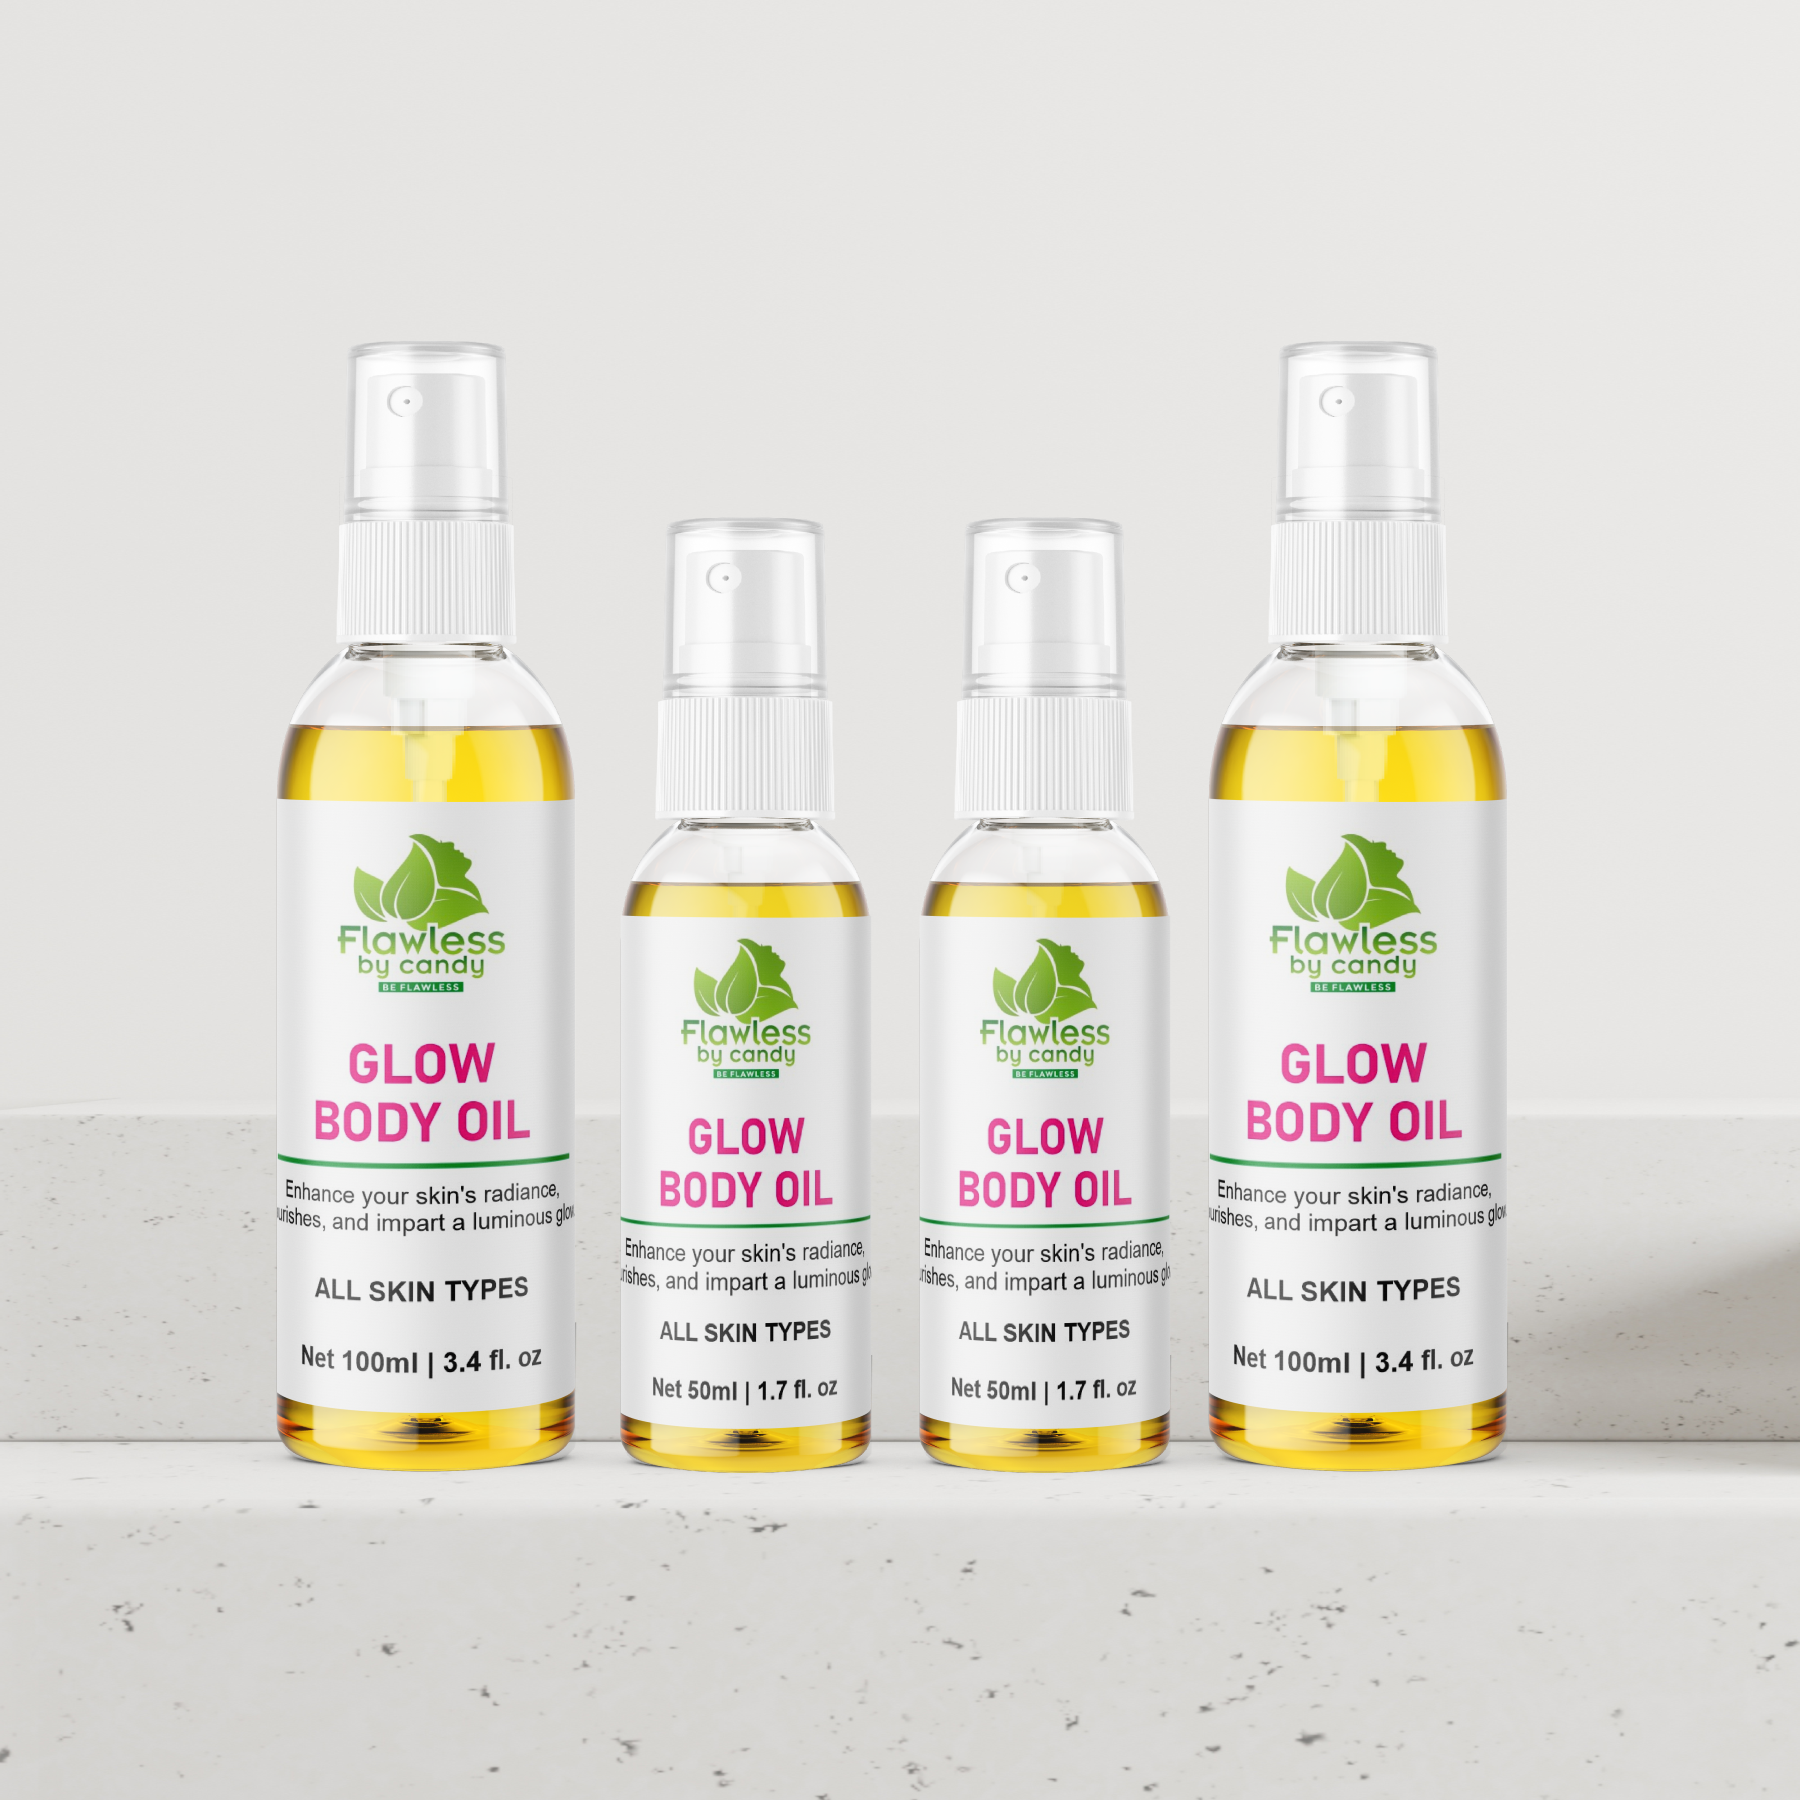 Flawless
by candy
BE FLAWLESS
GLOW
BODY OIL
Enhance your skin's radiance,
and impart a luminous
ALL SKIN TYPES
Net 100ml | 3.4 fl. oz
Flawless
by candy
BE FLAWLESS
GLOW
BODY OIL
Enhance your skin's radiance,
and impart a luminous
ALL SKIN TYPES
Net 50ml | 1.7 fl. oz
Flawless
by candy
BE FLAWLESS
GLOW
BODY OIL
Enhance your skin's radiance,
and impart a luminous
ALL SKIN TYPES
Net 50ml | 1.7 fl. oz
Flawless
by candy
BE FLAWLESS
GLOW
BODY OIL
Enhance your skin's radiance,
and impart a luminous
ALL SKIN TYPES
Net 100ml | 3.4 fl. oz